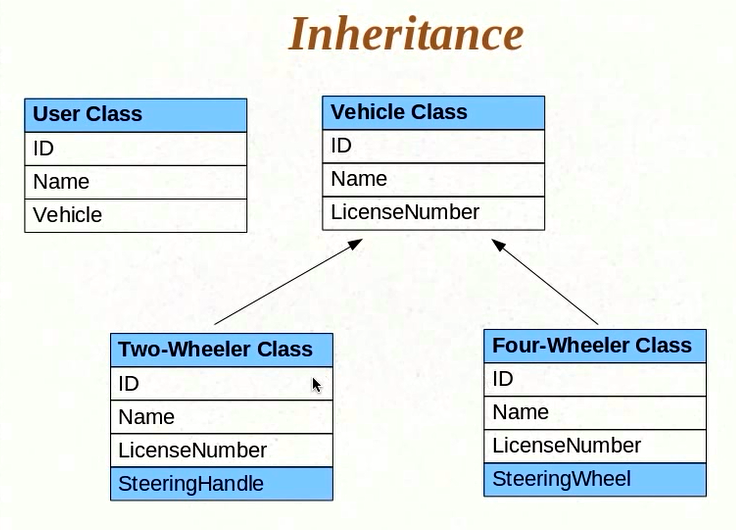 Inheritance
User Class
ID
Name
Vehicle
Vehicle Class
ID
Name
LicenseNumber
Two-Wheeler Class
ID
Name
LicenseNumber
SteeringHandle
Four-Wheeler Class
ID
Name
LicenseNumber
SteeringWheel